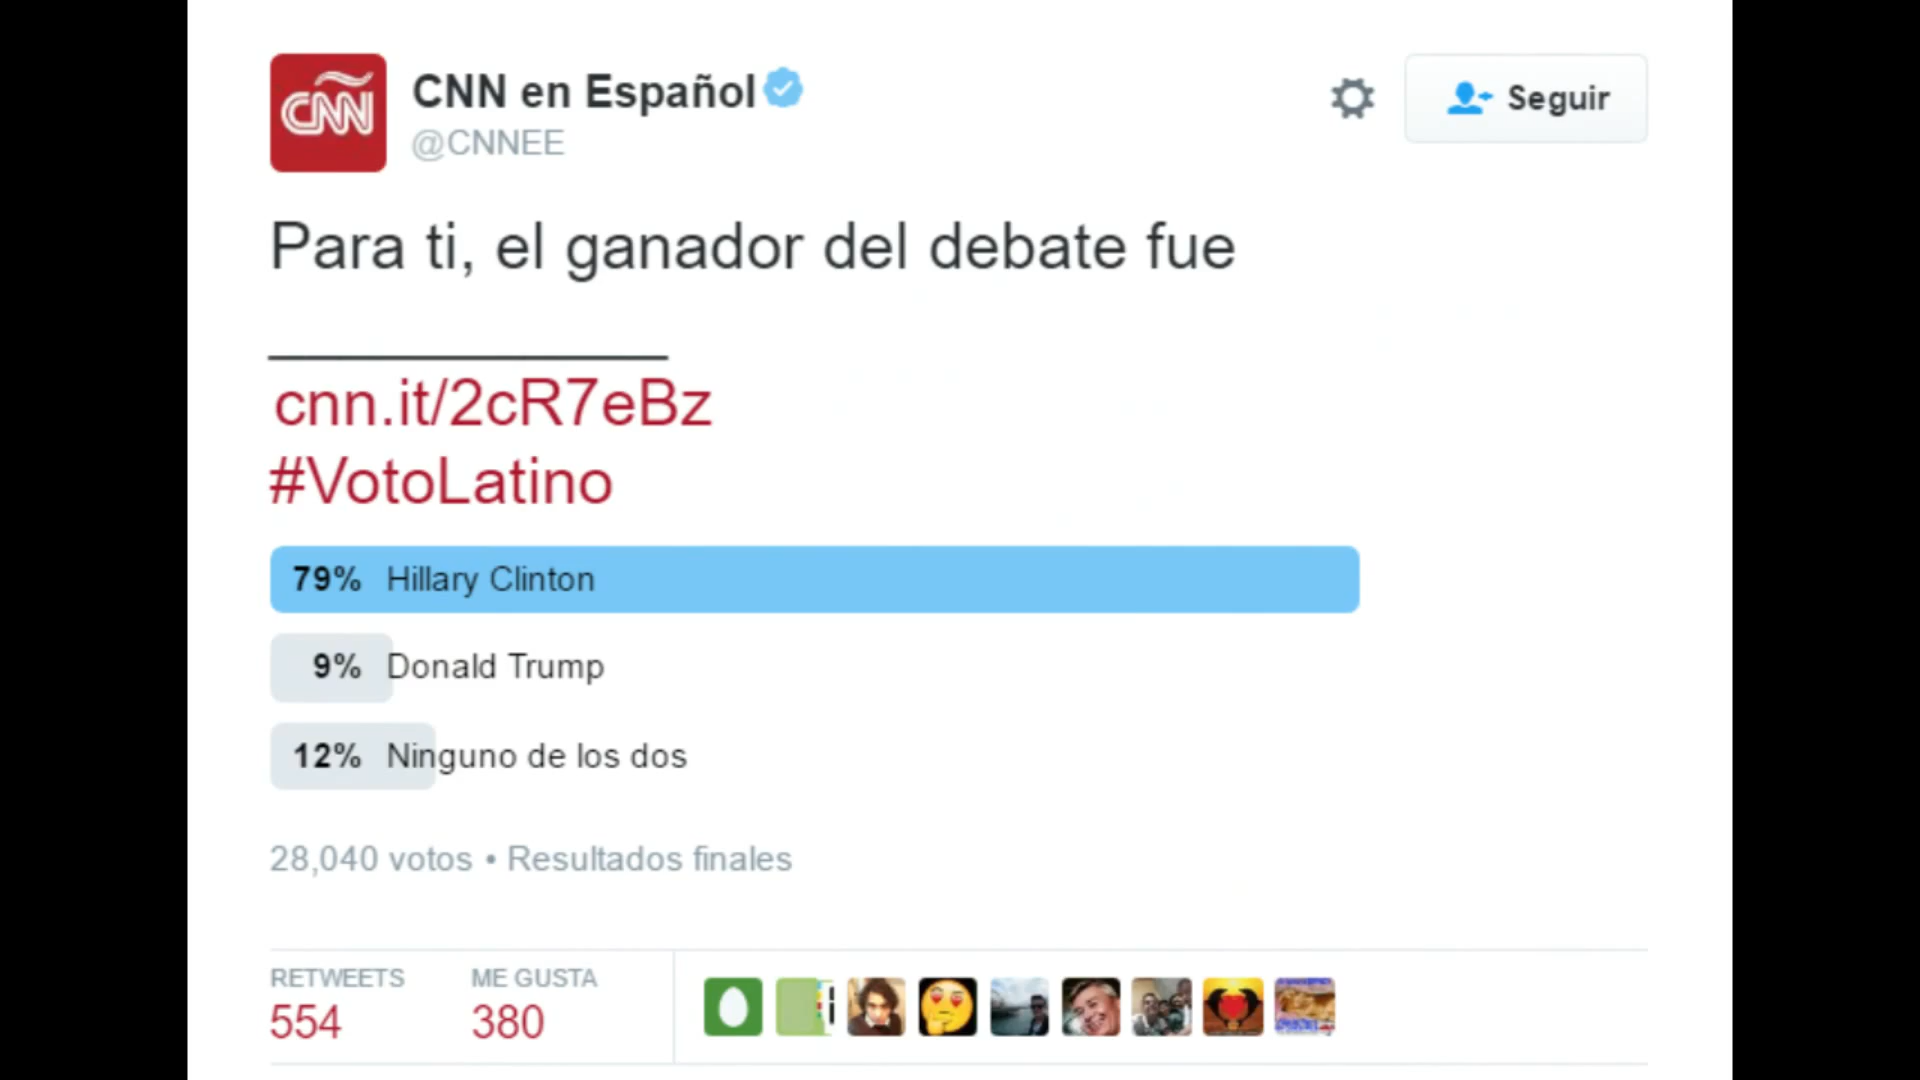 CNN
CNN en Español
@CNNEE
Seguir
Para ti, el ganador del debate fue
_______________
cnn.it/2cR7eBz
#VotoLatino
79% Hillary Clinton
9% Donald Trump
12% Ninguno de los dos
28,040 votos • Resultados finales
RETWEETS ME GUSTA
554 380